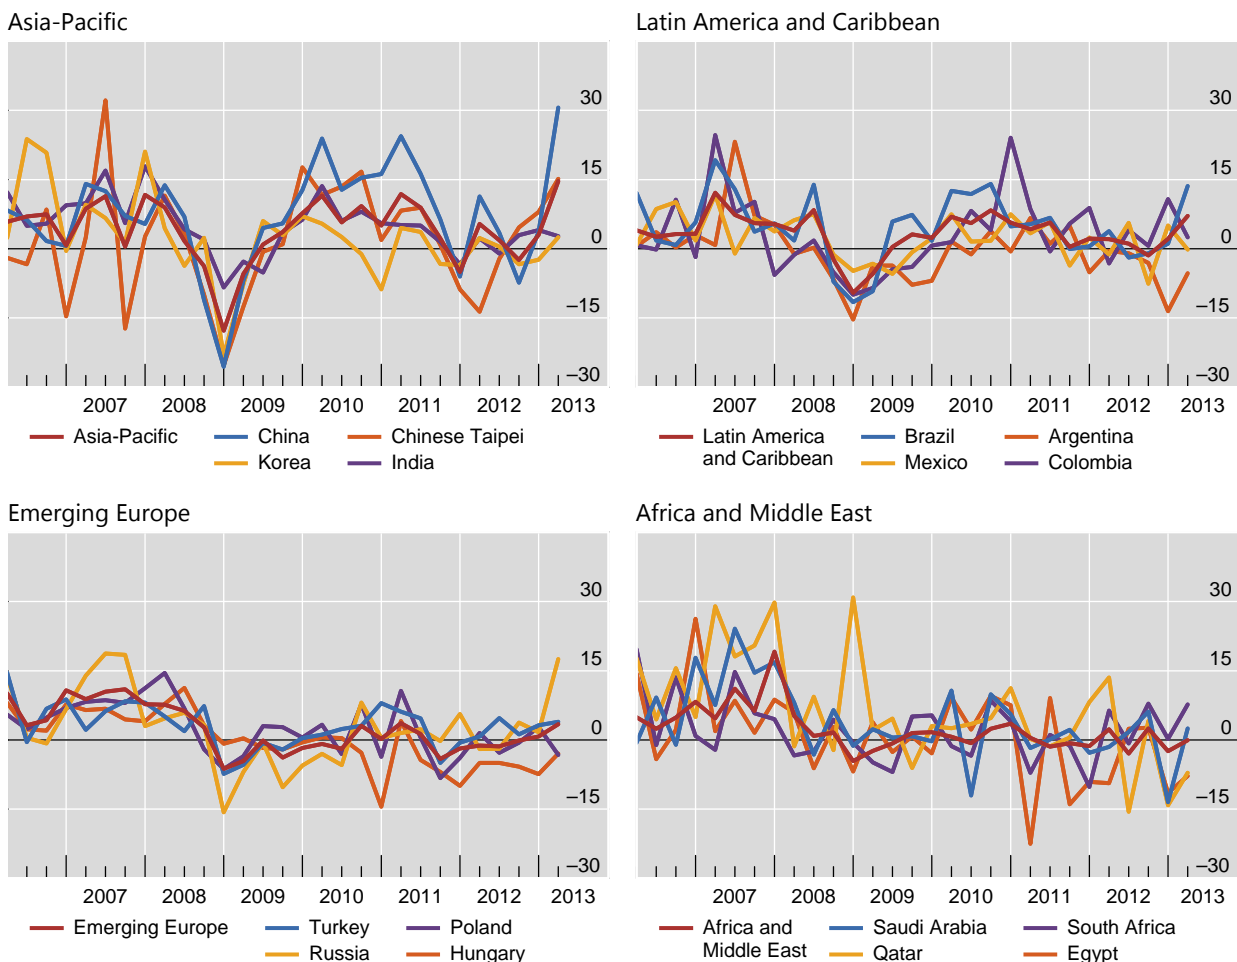 Asia-Pacific
Latin America and Caribbean
30
15
0
–15
–30
2007 2008 2009 2010 2011 2012 2013
Asia-Pacific China Chinese Taipei
Korea India
30
15
0
–15
–30
2007 2008 2009 2010 2011 2012 2013
Latin America Brazil Argentina
and Caribbean Mexico Colombia
Emerging Europe
Africa and Middle East
30
15
0
–15
–30
2007 2008 2009 2010 2011 2012 2013
Emerging Europe Turkey Poland
Russia Hungary
30
15
0
–15
–30
2007 2008 2009 2010 2011 2012 2013
Africa and Saudi Arabia South Africa
Middle East Qatar Egypt